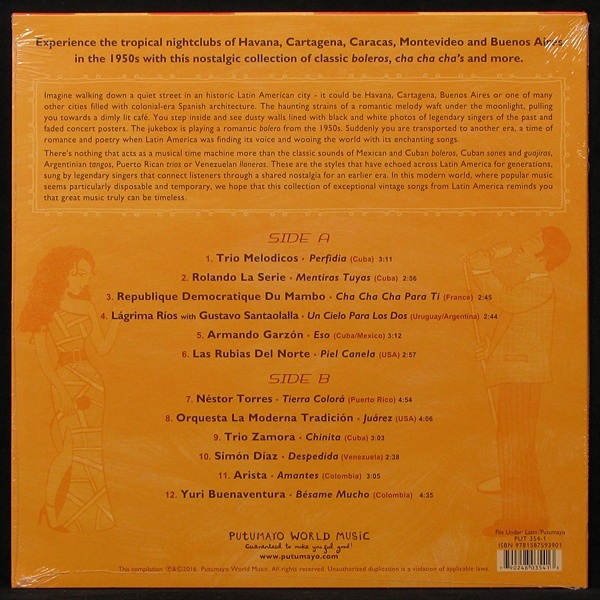 Experience the tropical nightclubs of Havana, Cartagena, Caracas, Montevideo and Buenos Aires
in the 1950s with this nostalgic collection of classic boleros, cha cha cha's and more.
Imagine walking down a quiet street in an historic Latin American city - it could be Havana, Cartagena, Buenos Aires or one of many
other cities filled with colonial-era Spanish architecture. The haunting strains of a romantic melody waft under the moonlight, pulling
you towards a dimly lit café. You step inside and see dusty walls lined with black and white photos of legendary singers of the past and
faded concert posters. The jukebox is playing a romantic bolero from the 1950s. Suddenly you are transported to another era, a time of
romance and poetry when Latin America was finding its voice and wooing the world with its enchanting songs.
There's nothing that acts as a musical time machine more than the classic sounds of Mexican and Cuban boleros, Cuban sones and guajiras,
Argentinian tangos, Puerto Rican trios or Venezuelan llaneras. These are the styles that have echoed across Latin America for generations,
sung by legendary singers that connect listeners through a shared nostalgia for an earlier era. In this modern world, where popular music
seems particularly disposable and temporary, we hope that this collection of exceptional vintage songs from Latin America reminds you
that great music truly can be timeless.
SIDE A
1. Trio Melodicos - Perfidia (Cuba) 3:11
2. Rolando La Serie - Mentiras Tuyas (Cuba) 2:56
3. Republique Democratique Du Mambo - Cha Cha Cha Para Ti (France) 2:45
4. Lágrima Ríos with Gustavo Santaolalla - Un Cielo Para Los Dos (Uruguay/Argentina) 2:44
5. Armando Garzón - Eso (Cuba/Mexico) 3:12
6. Las Rubias Del Norte - Piel Canela (USA) 2:57
SIDE B
7. Néstor Torres - Tierra Colorá (Puerto Rico) 4:54
8. Orquesta La Moderna Tradición - Juárez (USA) 4:06
9. Trio Zamora - Chinita (Cuba) 3:03
10. Simón Díaz - Despedida (Venezuela) 2:38
11. Arista - Amantes (Colombia) 3:05
12. Yuri Buenaventura - Bésame Mucho (Colombia) 4:35
PUTUMAYO WORLD MUSIC
Guaranteed to make you feel good!
www.putumayo.com
File Under: Latin/Putumayo
PUT 354-1
ISBN 9781587593901
This compilation ℗&©2016 Putumayo World Music. All rights reserved. Unauthorized duplication is a violation of applicable laws.